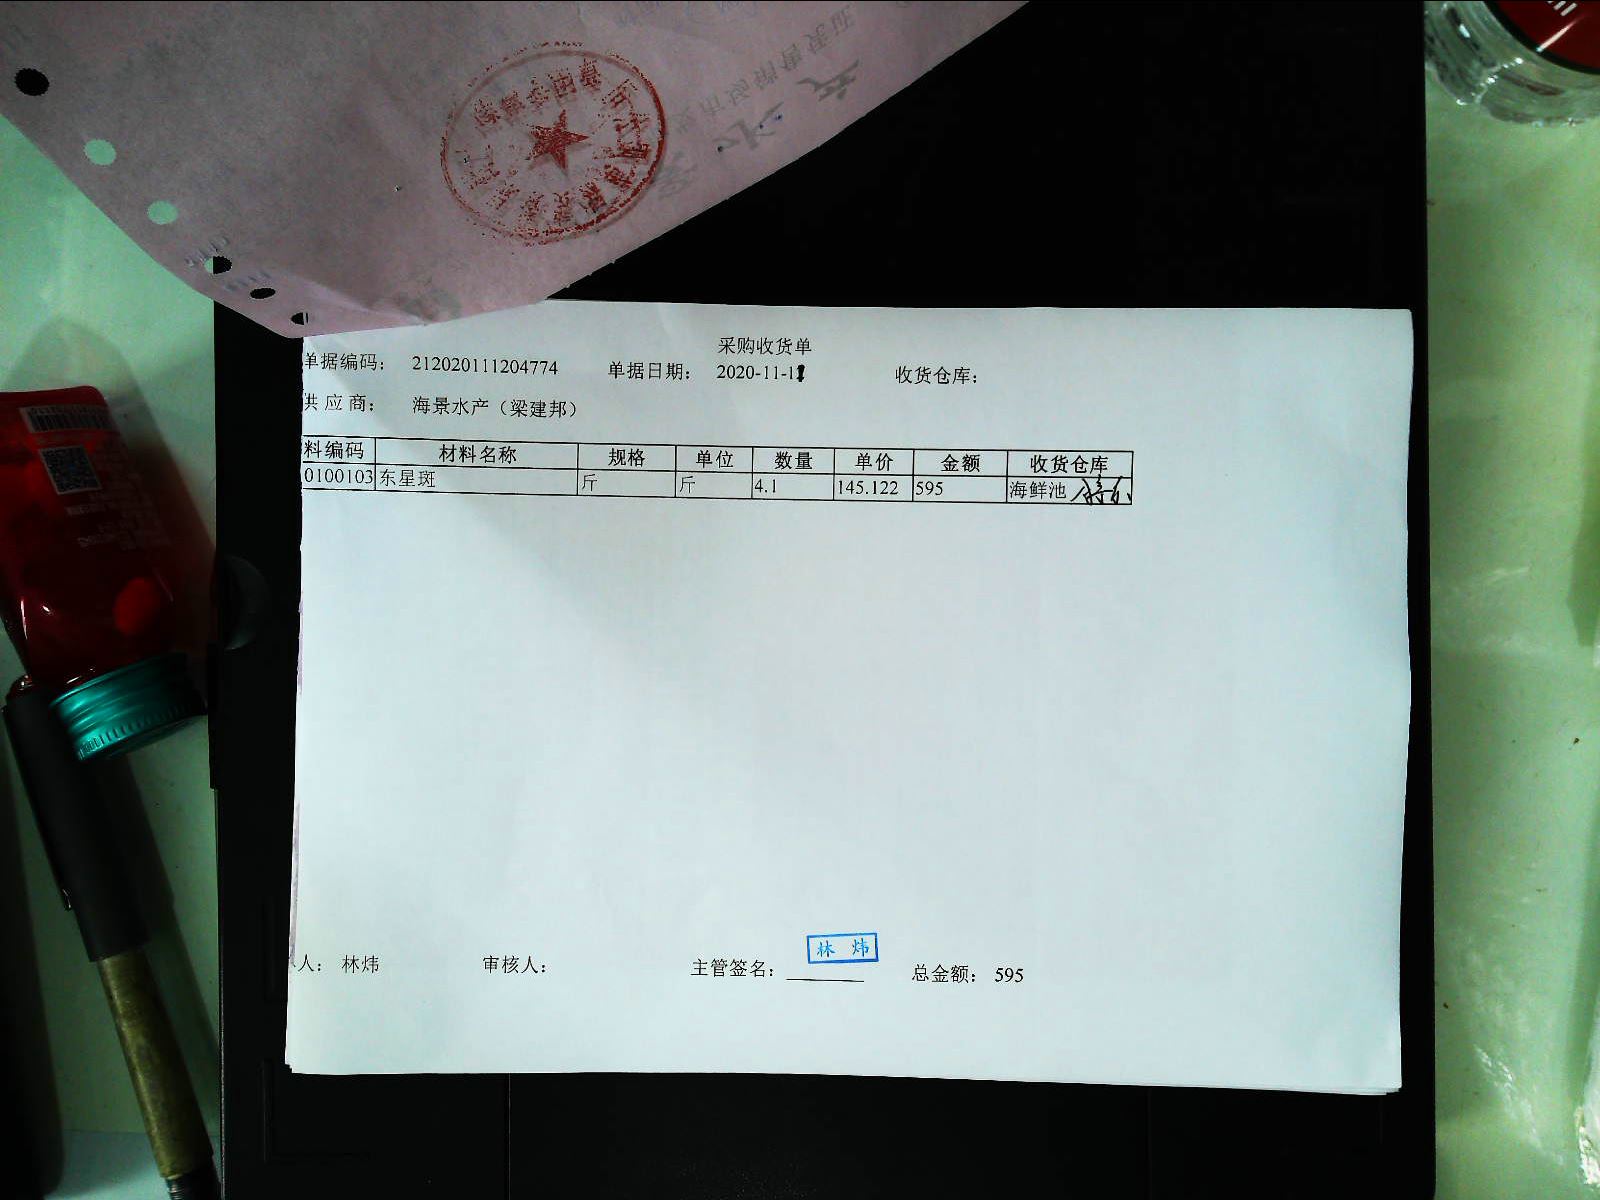 采购收货单
单据编码： 212020111204774 单据日期： 2020-11-11 收货仓库：
供应商： 海景水产（梁建邦）
料编码 材料名称 规格 单位 数量 单价 金额 收货仓库
0100103 东星斑 斤 斤 4.1 145.122 595 海鲜池
林 炜
人： 林炜 审核人： 主管签名： 总金额： 595